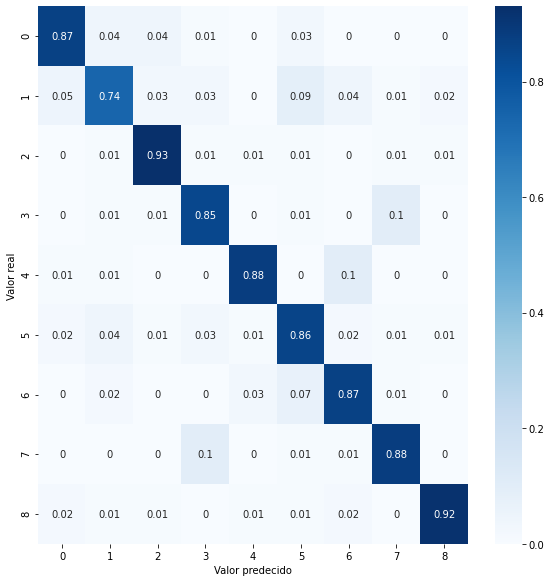 0 0.87 0.04 0.04 0.01 0 0.03 0 0 0
1 0.05 0.74 0.03 0.03 0 0.09 0.04 0.01 0.02
2 0 0.01 0.93 0.01 0.01 0.01 0 0.01 0.01
3 0 0.01 0.01 0.85 0 0.01 0 0.1 0
4 0.01 0.01 0 0 0.88 0 0.1 0 0
5 0.02 0.04 0.01 0.03 0.01 0.86 0.02 0.01 0.01
6 0 0.02 0 0 0.03 0.07 0.87 0.01 0
7 0 0 0 0.1 0 0.01 0.01 0.88 0
8 0.02 0.01 0.01 0 0.01 0.01 0.02 0 0.92
0 1 2 3 4 5 6 7 8
Valor predecido
Valor real
0.8
0.6
0.4
0.2
0.0